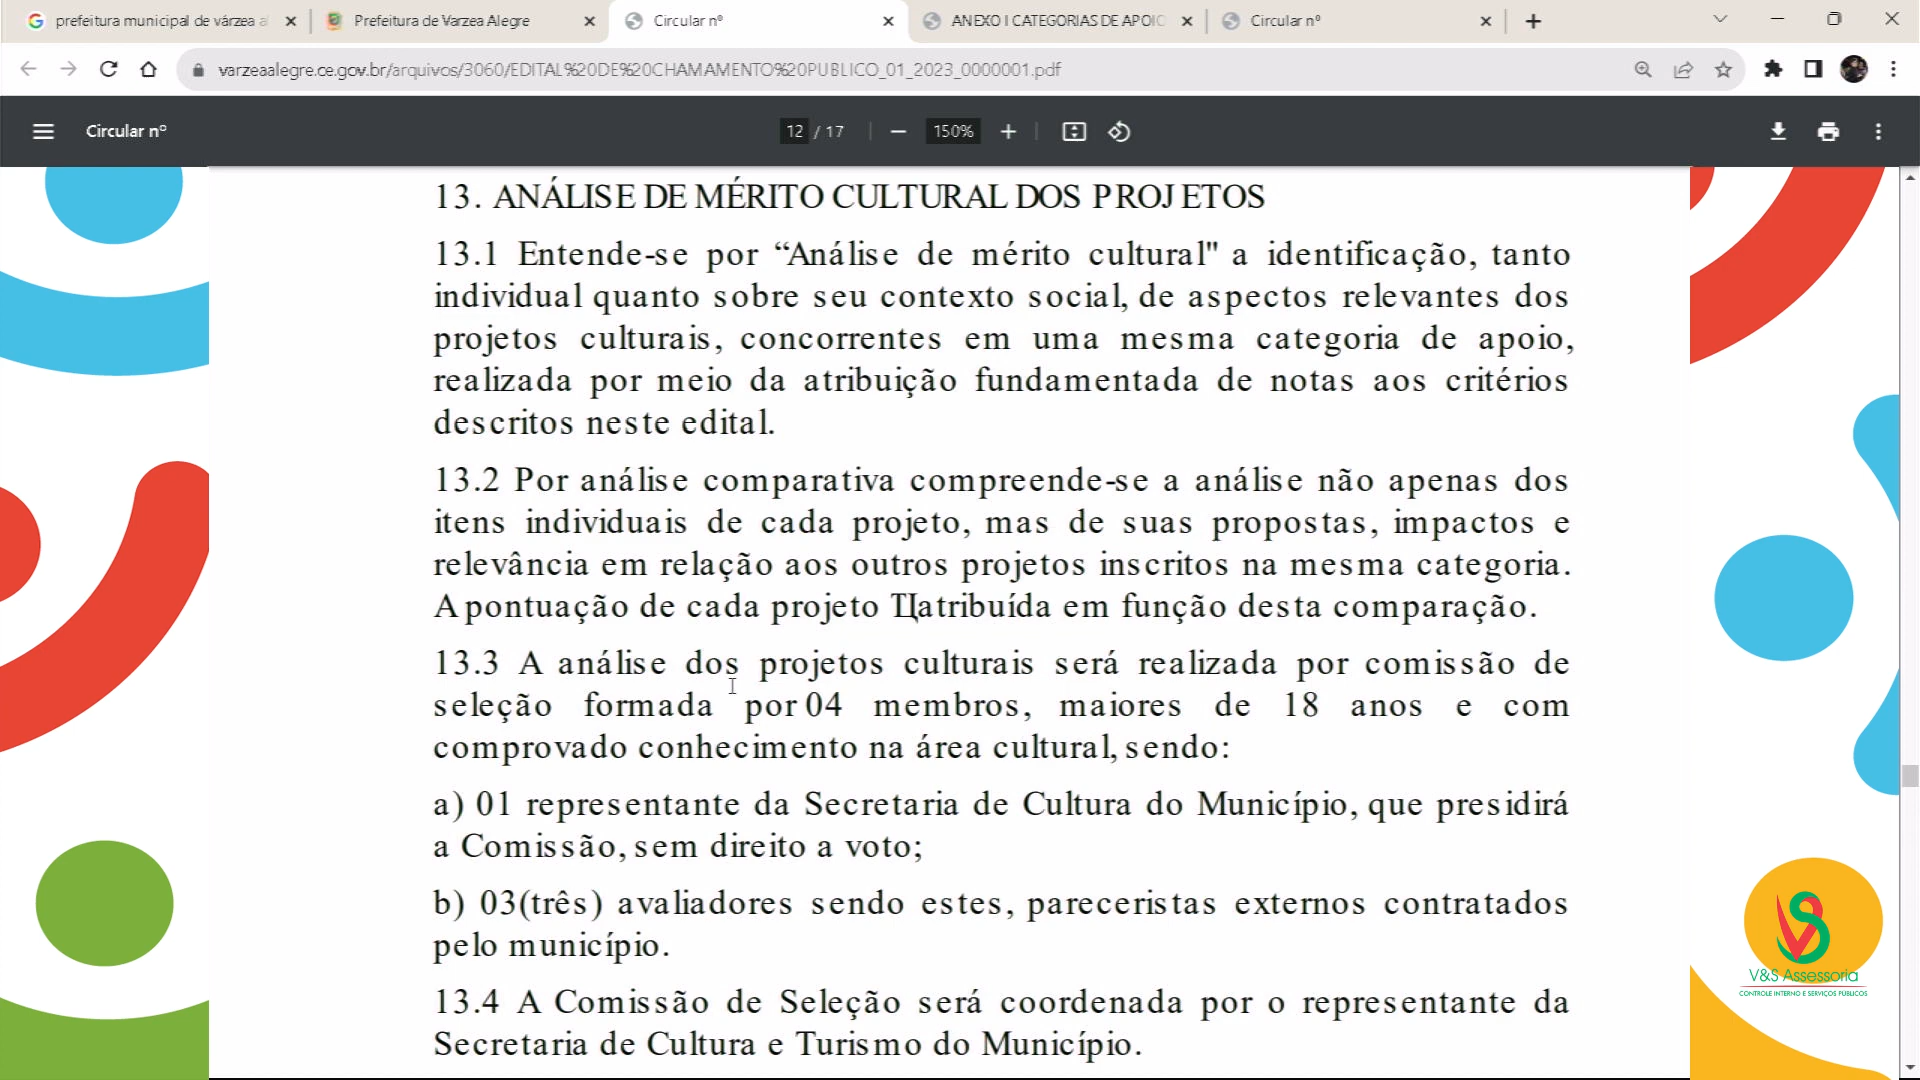 prefeitura municipal de várzea al
Prefeitura de Varzea Alegre
Circular nº
ANEXO I CATEGORIAS DE APOIO
Circular nº
varzeaalegre.ce.gov.br/arquivos/3060/EDITAL%20DE%20CHAMAMENTO%20PUBLICO_01_2023_0000001.pdf
Circular nº
12 / 17
150%
13. ANÁLISE DE MÉRITO CULTURAL DOS PROJETOS
13.1 Entende-se por “Análise de mérito cultural" a identificação, tanto
individual quanto sobre seu contexto social, de aspectos relevantes dos
projetos culturais, concorrentes em uma mesma categoria de apoio,
realizada por meio da atribuição fundamentada de notas aos critérios
descritos neste edital.
13.2 Por análise comparativa compreende-se a análise não apenas dos
itens individuais de cada projeto, mas de suas propostas, impactos e
relevância em relação aos outros projetos inscritos na mesma categoria.
A pontuação de cada projeto atribuída em função desta comparação.
13.3 A análise dos projetos culturais será realizada por comissão de
seleção formada por 04 membros, maiores de 18 anos e com
comprovado conhecimento na área cultural, sendo:
a) 01 representante da Secretaria de Cultura do Município, que presidirá
a Comissão, sem direito a voto;
b) 03(três) avaliadores sendo estes, pareceristas externos contratados
pelo município.
13.4 A Comissão de Seleção será coordenada por o representante da
Secretaria de Cultura e Turismo do Município.
V&S Assessoria
CONTROLE INTERNO E SERVIÇOS PÚBLICOS